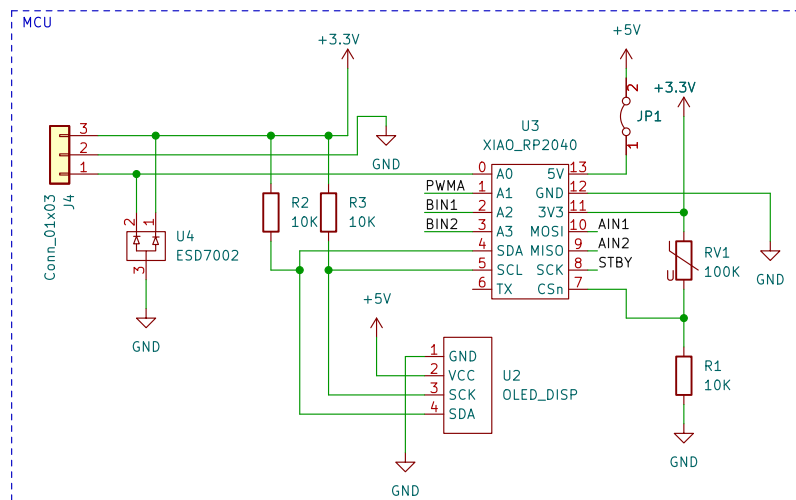 MCU
+3.3V
+5V
+3.3V
2
JP1
1
3
2
1
J4
Conn_01x03
GND
U3
XIAO_RP2040
0 A0 5V 13
PWMA 1 A1 GND 12
BIN1 2 A2 3V3 11
BIN2 3 A3 MOSI 10 AIN1
4 SDA MISO 9 AIN2
5 SCL SCK 8 STBY
6 TX CSn 7
R2
10K
R3
10K
2 1
U4
ESD7002
3
GND
RV1
100K
U
GND
+5V
1 GND
2 VCC
3 SCK
4 SDA
U2
OLED_DISP
GND
R1
10K
GND